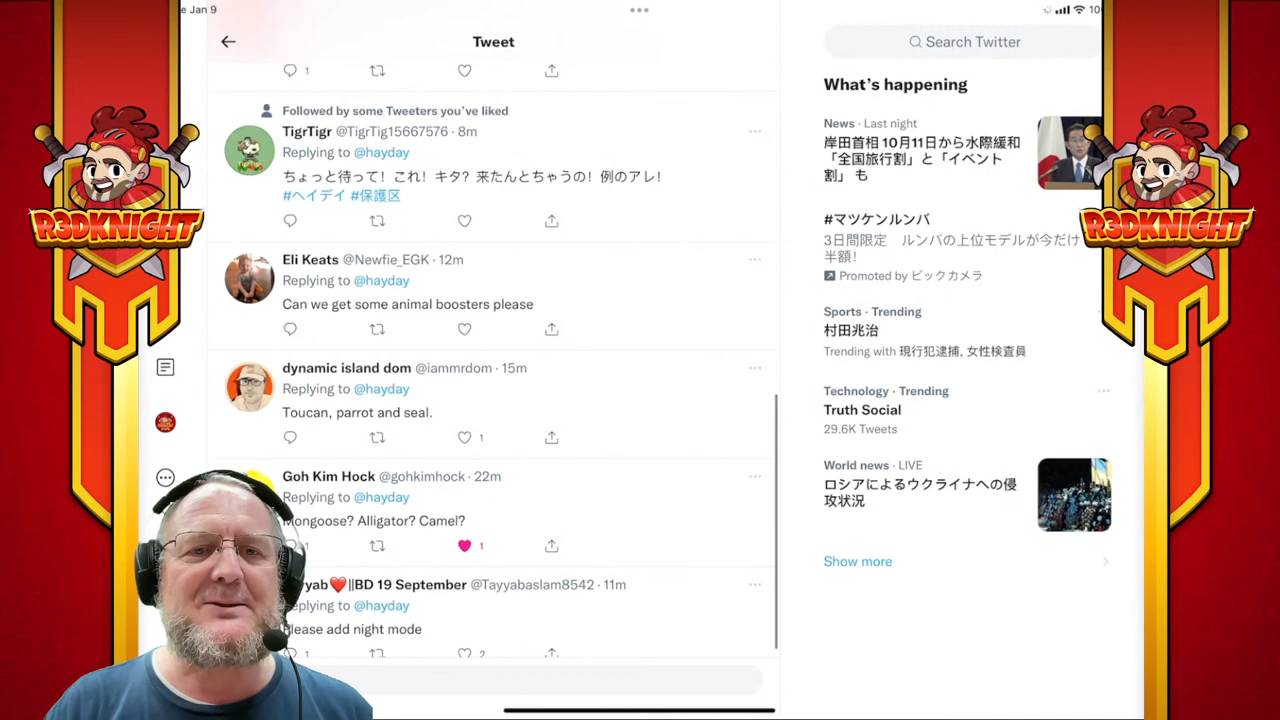 e Jan 9
Tweet
1
Followed by some Tweeters you've liked
TigrTigr @TigrTig15667576 · 8m
Replying to @hayday
ちょっと待って！これ！キタ？来たんとちゃうの！例のアレ！
#ヘイデイ #保護区
Eli Keats @Newfie_EGK · 12m
Replying to @hayday
Can we get some animal boosters please
dynamic island dom @iammrdom · 15m
Replying to @hayday
Toucan, parrot and seal.
1
Goh Kim Hock @gohkimhock · 22m
Replying to @hayday
Mongoose? Alligator? Camel?
1
yyab❤️||BD 19 September @Tayyabaslam8542 · 11m
eplying to @hayday
Please add night mode
1 2
10
Search Twitter
What's happening
News · Last night
岸田首相 10月11日から水際緩和
「全国旅行割」と「イベント
割」も
#マツケンルンバ
3日間限定 ルンバの上位モデルが今だけ
半額！
Promoted by ビックカメラ
Sports · Trending
村田兆治
Trending with 現行犯逮捕, 女性検査員
Technology · Trending
Truth Social
29.6K Tweets
World news · LIVE
ロシアによるウクライナへの侵
攻状況
Show more
R3DKNIGHT
R3DKNIGHT